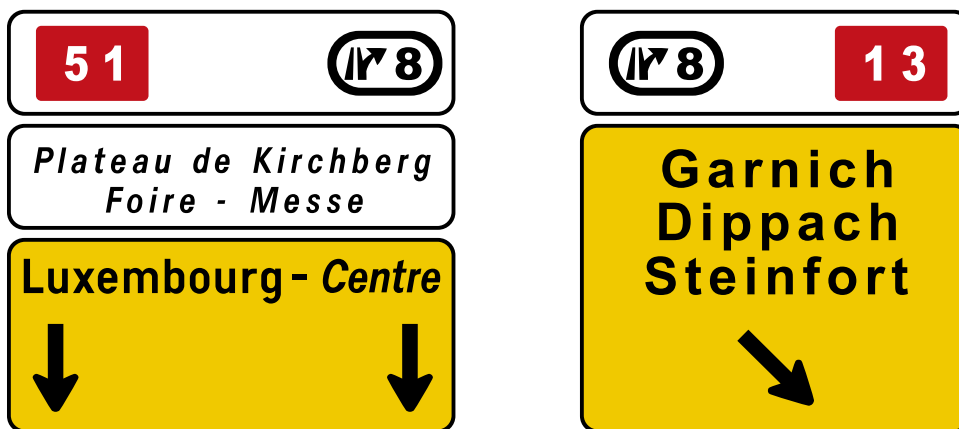 51 8
Plateau de Kirchberg
Foire - Messe
Luxembourg - Centre
8 13
Garnich
Dippach
Steinfort